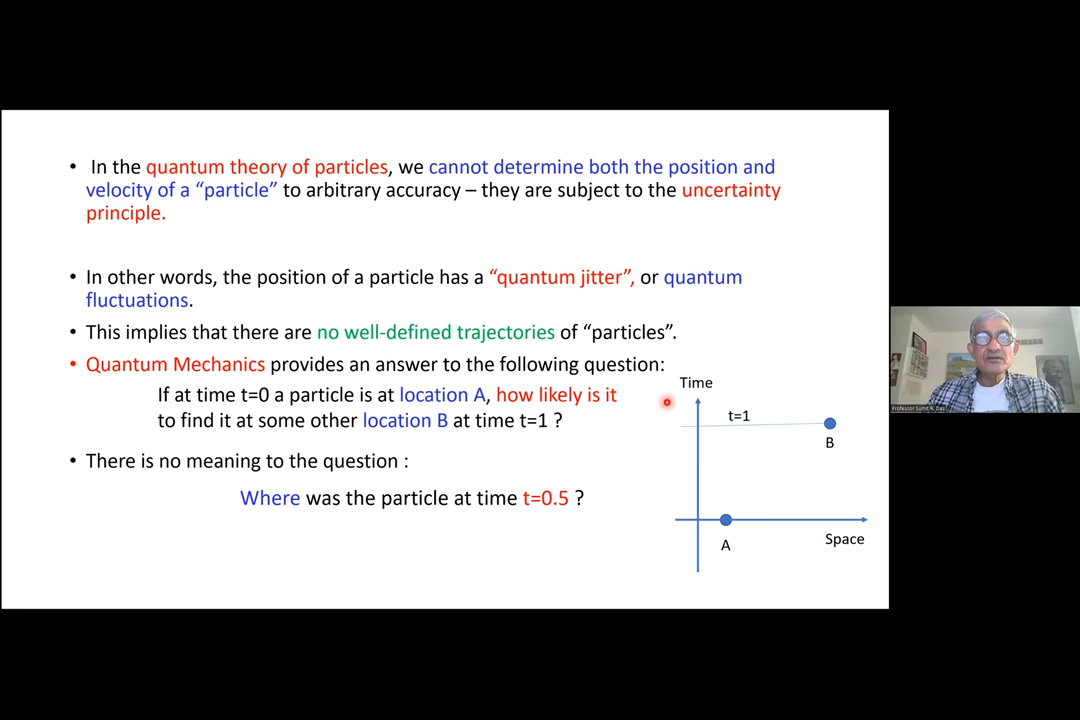 • In the quantum theory of particles, we cannot determine both the position and
velocity of a “particle” to arbitrary accuracy – they are subject to the uncertainty
principle.
• In other words, the position of a particle has a “quantum jitter”, or quantum
fluctuations.
• This implies that there are no well-defined trajectories of “particles”.
• Quantum Mechanics provides an answer to the following question:
If at time t=0 a particle is at location A, how likely is it
to find it at some other location B at time t=1 ?
• There is no meaning to the question :
Where was the particle at time t=0.5 ?
Time
t=1
B
A
Space
Professor Sumit R. Das